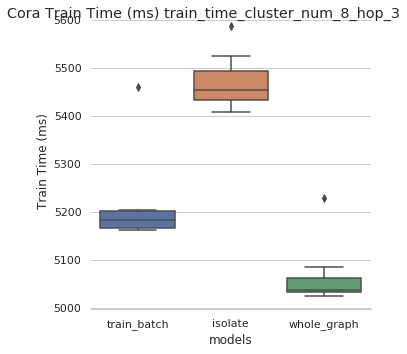 Cora Train Time (ms) train_time_cluster_num_8_hop_3
5600
5500
5400
5300
5200
5100
5000
Train Time (ms)
train_batch isolate whole_graph
models